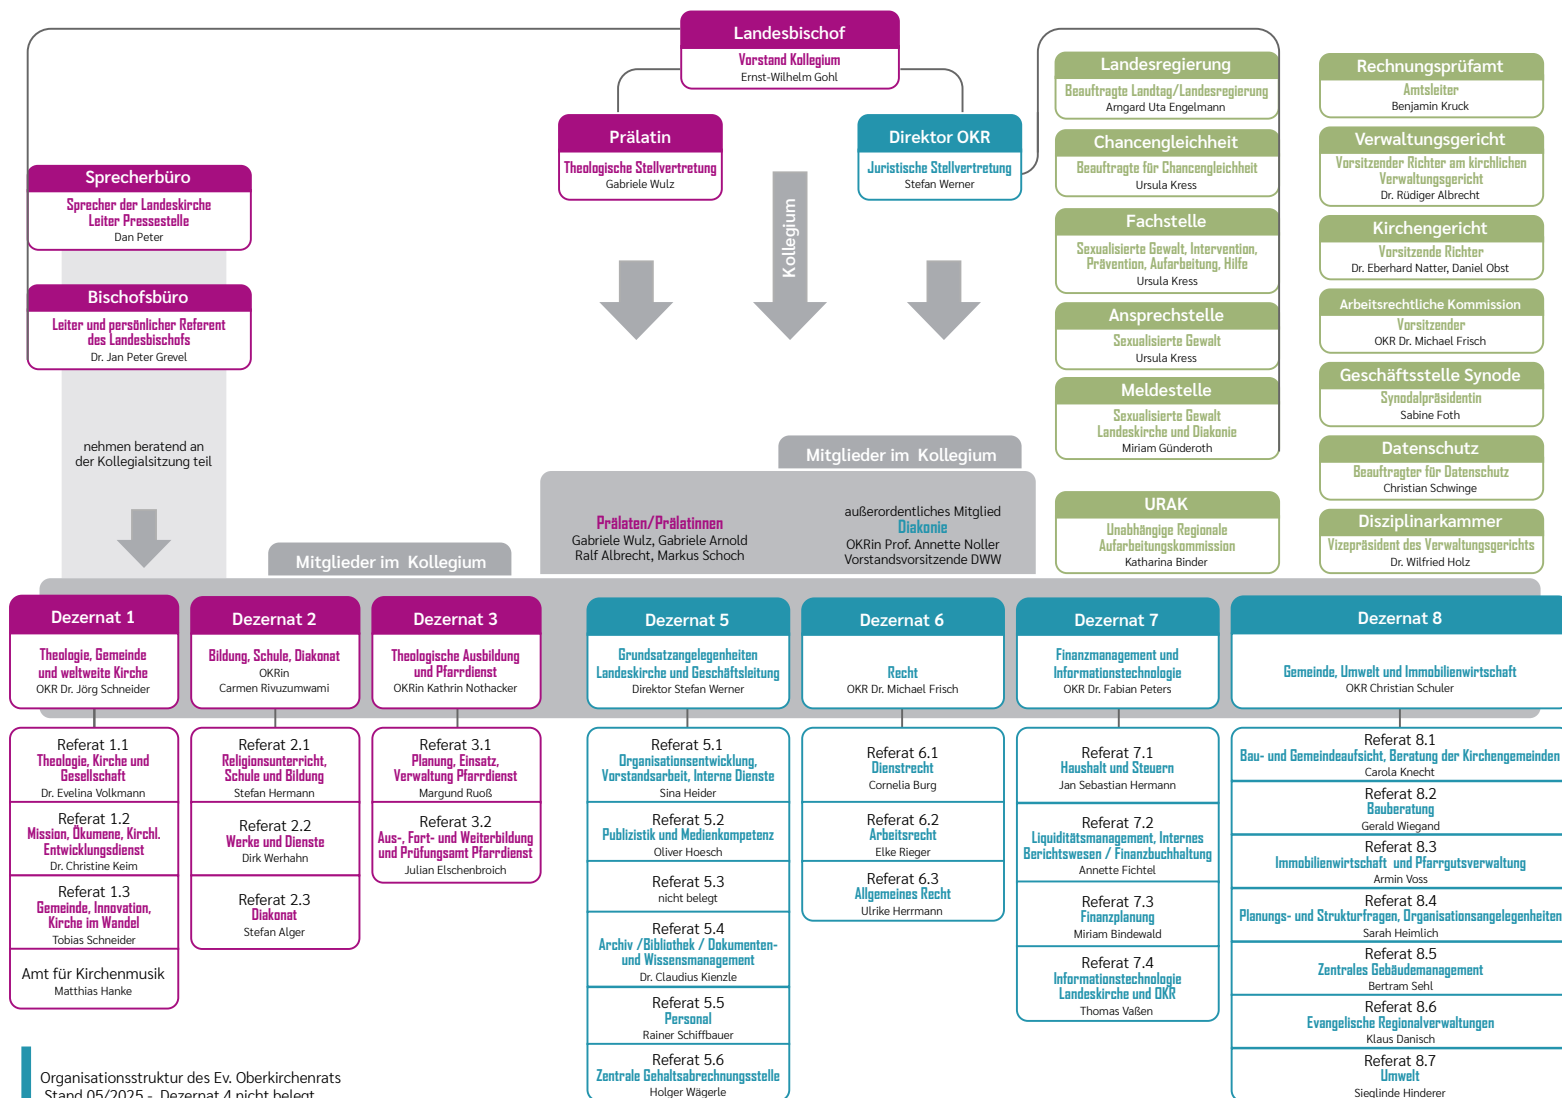 Landesbischof
Vorstand Kollegium
Ernst-Wilhelm Gohl
Prälatin
Theologische Stellvertretung
Gabriele Wulz
Direktor OKR
Juristische Stellvertretung
Stefan Werner
Sprecherbüro
Sprecher der Landeskirche
Leiter Pressestelle
Dan Peter
Bischofsbüro
Leiter und persönlicher Referent
des Landesbischofs
Dr. Jan Peter Grevel
nehmen beratend an
der Kollegialsitzung teil
Kollegium
Landesregierung
Beauftragte Landtag/Landesregierung
Arngard Uta Engelmann
Chancengleichheit
Beauftragte für Chancengleichheit
Ursula Kress
Fachstelle
Sexualisierte Gewalt, Intervention,
Prävention, Aufarbeitung, Hilfe
Ursula Kress
Ansprechstelle
Sexualisierte Gewalt
Ursula Kress
Meldestelle
Sexualisierte Gewalt
Landeskirche und Diakonie
Miriam Günderoth
URAK
Unabhängige Regionale
Aufarbeitungskommission
Katharina Binder
Rechnungsprüfamt
Amtsleiter
Benjamin Kruck
Verwaltungsgericht
Vorsitzender Richter am kirchlichen
Verwaltungsgericht
Dr. Rüdiger Albrecht
Kirchengericht
Vorsitzende Richter
Dr. Eberhard Natter, Daniel Obst
Arbeitsrechtliche Kommission
Vorsitzender
OKR Dr. Michael Frisch
Geschäftsstelle Synode
Synodalpräsidentin
Sabine Foth
Datenschutz
Beauftragter für Datenschutz
Christian Schwinge
Disziplinarkammer
Vizepräsident des Verwaltungsgerichts
Dr. Wilfried Holz
Mitglieder im Kollegium
Prälaten/Prälatinnen
Gabriele Wulz, Gabriele Arnold
Ralf Albrecht, Markus Schoch
außerordentliches Mitglied
Diakonie
OKRin Prof. Annette Noller
Vorstandsvorsitzende DWW
Mitglieder im Kollegium
Dezernat 1
Theologie, Gemeinde
und weltweite Kirche
OKR Dr. Jörg Schneider
Referat 1.1
Theologie, Kirche und
Gesellschaft
Dr. Evelina Volkmann
Referat 1.2
Mission, Ökumene, Kirchl.
Entwicklungsdienst
Dr. Christine Keim
Referat 1.3
Gemeinde, Innovation,
Kirche im Wandel
Tobias Schneider
Amt für Kirchenmusik
Matthias Hanke
Dezernat 2
Bildung, Schule, Diakonat
OKRin
Carmen Rivuzumwami
Referat 2.1
Religionsunterricht,
Schule und Bildung
Stefan Hermann
Referat 2.2
Werke und Dienste
Dirk Werhahn
Referat 2.3
Diakonat
Stefan Alger
Dezernat 3
Theologische Ausbildung
und Pfarrdienst
OKRin Kathrin Nothacker
Referat 3.1
Planung, Einsatz,
Verwaltung Pfarrdienst
Margund Ruoß
Referat 3.2
Aus-, Fort- und Weiterbildung
und Prüfungsamt Pfarrdienst
Julian Elschenbroich
Dezernat 5
Grundsatzangelegenheiten
Landeskirche und Geschäftsleitung
Direktor Stefan Werner
Referat 5.1
Organisationsentwicklung,
Vorstandsarbeit, Interne Dienste
Sina Heider
Referat 5.2
Publizistik und Medienkompetenz
Oliver Hoesch
Referat 5.3
nicht belegt
Referat 5.4
Archiv /Bibliothek / Dokumenten-
und Wissensmanagement
Dr. Claudius Kienzle
Referat 5.5
Personal
Rainer Schiffbauer
Referat 5.6
Zentrale Gehaltsabrechnungsstelle
Holger Wägerle
Dezernat 6
Recht
OKR Dr. Michael Frisch
Referat 6.1
Dienstrecht
Cornelia Burg
Referat 6.2
Arbeitsrecht
Elke Rieger
Referat 6.3
Allgemeines Recht
Ulrike Herrmann
Dezernat 7
Finanzmanagement und
Informationstechnologie
OKR Dr. Fabian Peters
Referat 7.1
Haushalt und Steuern
Jan Sebastian Hermann
Referat 7.2
Liquiditätsmanagement, Internes
Berichtswesen / Finanzbuchhaltung
Annette Fichtel
Referat 7.3
Finanzplanung
Miriam Bindewald
Referat 7.4
Informationstechnologie
Landeskirche und OKR
Thomas Vaßen
Dezernat 8
Gemeinde, Umwelt und Immobilienwirtschaft
OKR Christian Schuler
Referat 8.1
Bau- und Gemeindeaufsicht, Beratung der Kirchengemeinden
Carola Knecht
Referat 8.2
Bauberatung
Gerald Wiegand
Referat 8.3
Immobilienwirtschaft und Pfarrgutsverwaltung
Armin Voss
Referat 8.4
Planungs- und Strukturfragen, Organisationsangelegenheiten
Sarah Heimlich
Referat 8.5
Zentrales Gebäudemanagement
Bertram Sehl
Referat 8.6
Evangelische Regionalverwaltungen
Klaus Danisch
Referat 8.7
Umwelt
Sieglinde Hinderer
Organisationsstruktur des Ev. Oberkirchenrats
Stand 05/2025 - Dezernat 4 nicht belegt